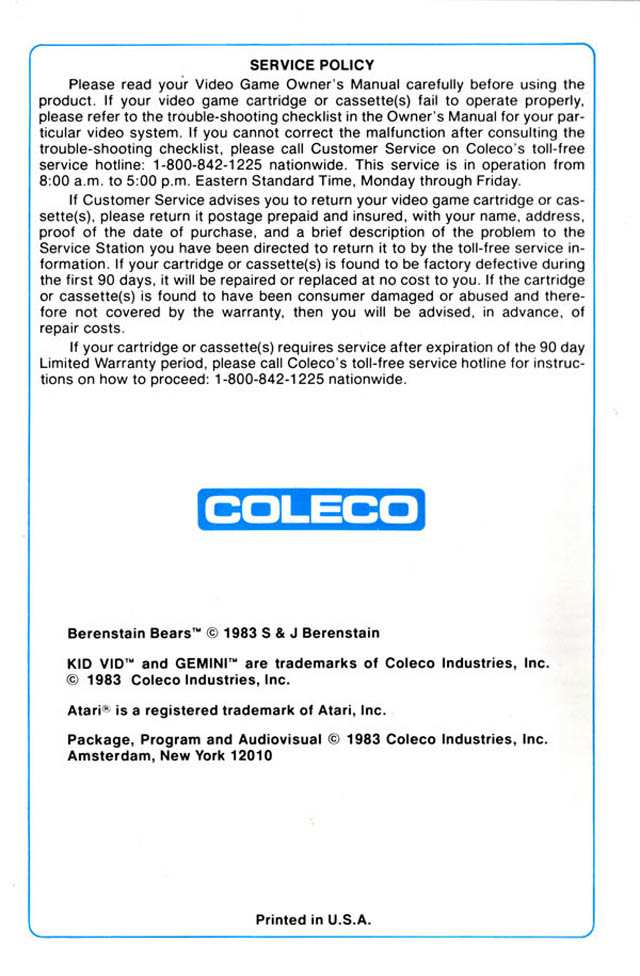 SERVICE POLICY
Please read your Video Game Owner's Manual carefully before using the
product. If your video game cartridge or cassette(s) fail to operate properly,
please refer to the trouble-shooting checklist in the Owner's Manual for your par-
ticular video system. If you cannot correct the malfunction after consulting the
trouble-shooting checklist, please call Customer Service on Coleco's toll-free
service hotline: 1-800-842-1225 nationwide. This service is in operation from
8:00 a.m. to 5:00 p.m. Eastern Standard Time, Monday through Friday.
If Customer Service advises you to return your video game cartridge or cas-
sette(s), please return it postage prepaid and insured, with your name, address,
proof of the date of purchase, and a brief description of the problem to the
Service Station you have been directed to return it to by the toll-free service in-
formation. If your cartridge or cassette(s) is found to be factory defective during
the first 90 days, it will be repaired or replaced at no cost to you. If the cartridge
or cassette(s) is found to have been consumer damaged or abused and there-
fore not covered by the warranty, then you will be advised, in advance, of
repair costs.
If your cartridge or cassette(s) requires service after expiration of the 90 day
Limited Warranty period, please call Coleco's toll-free service hotline for instruc-
tions on how to proceed: 1-800-842-1225 nationwide.
COLECO
Berenstain Bears™ © 1983 S & J Berenstain
KID VID™ and GEMINI™ are trademarks of Coleco Industries, Inc.
© 1983 Coleco Industries, Inc.
Atari® is a registered trademark of Atari, Inc.
Package, Program and Audiovisual © 1983 Coleco Industries, Inc.
Amsterdam, New York 12010
Printed in U.S.A.